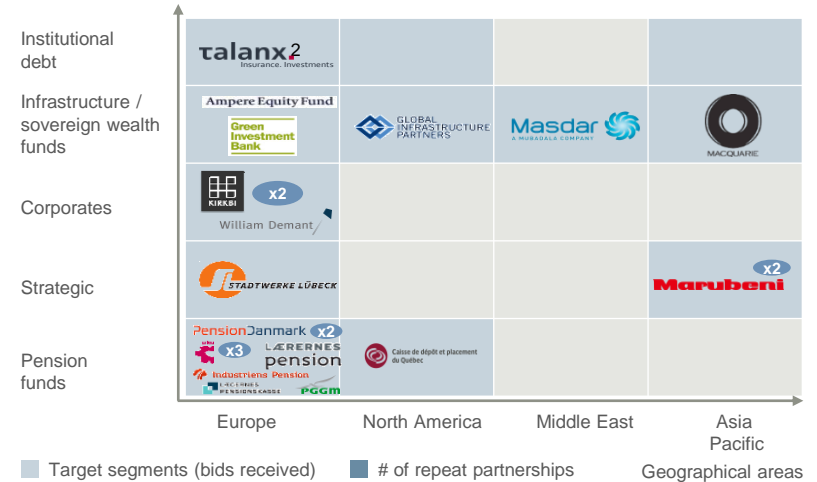 Institutional
debt
talanx.2
Insurance. Investments
Infrastructure /
sovereign wealth
funds
Ampere Equity Fund
Green
Investment
Bank
GLOBAL
INFRASTRUCTURE
PARTNERS
Masdar
A MUBADALA COMPANY
MACQUARIE
Corporates
KIRKBI
x2
William Demant
Strategic
STADTWERKE LÜBECK
x2
Marubeni
Pension
funds
PensionDanmark x2
x3
LÆRERNES
pension
Industriens Pension
LÆGERNES
PENSIONSKASSE
PGGM
Caisse de dépôt et placement
du Québec
Europe
North America
Middle East
Asia
Pacific
Target segments (bids received)
# of repeat partnerships
Geographical areas